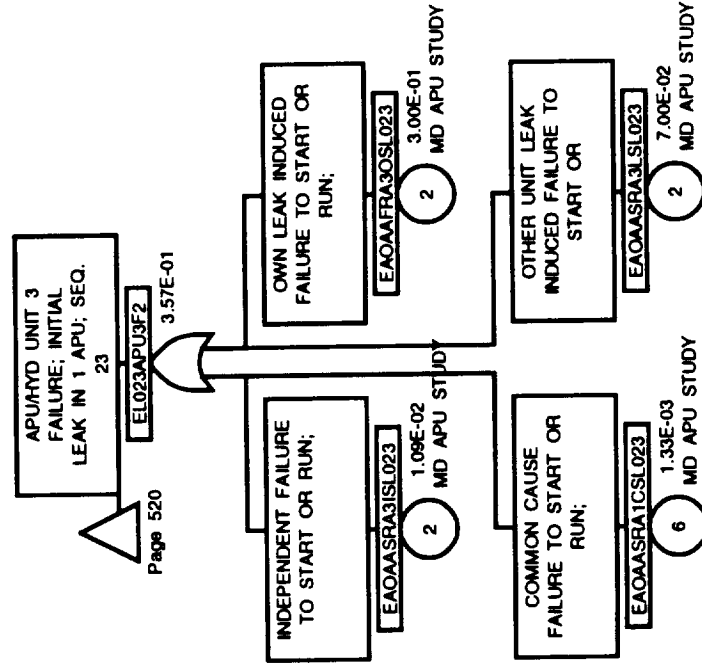 APU/HYD UNIT 3
FAILURE; INITIAL
LEAK IN 1 APU; SEQ.
23
Page 520
EL023APU3F2
3.57E-01
INDEPENDENT FAILURE
TO START OR RUN;
EAOAASRA3ISL023
1.09E-02
MD APU STUDY
2
OWN LEAK INDUCED
FAILURE TO START OR
RUN;
EAOAAFRA3OSL023
3.00E-01
MD APU STUDY
2
COMMON CAUSE
FAILURE TO START OR
RUN;
EAOAASRA1CSL023
1.33E-03
MD APU STUDY
6
OTHER UNIT LEAK
INDUCED FAILURE TO
START OR
EAOAASRA3LSL023
7.00E-02
MD APU STUDY
2